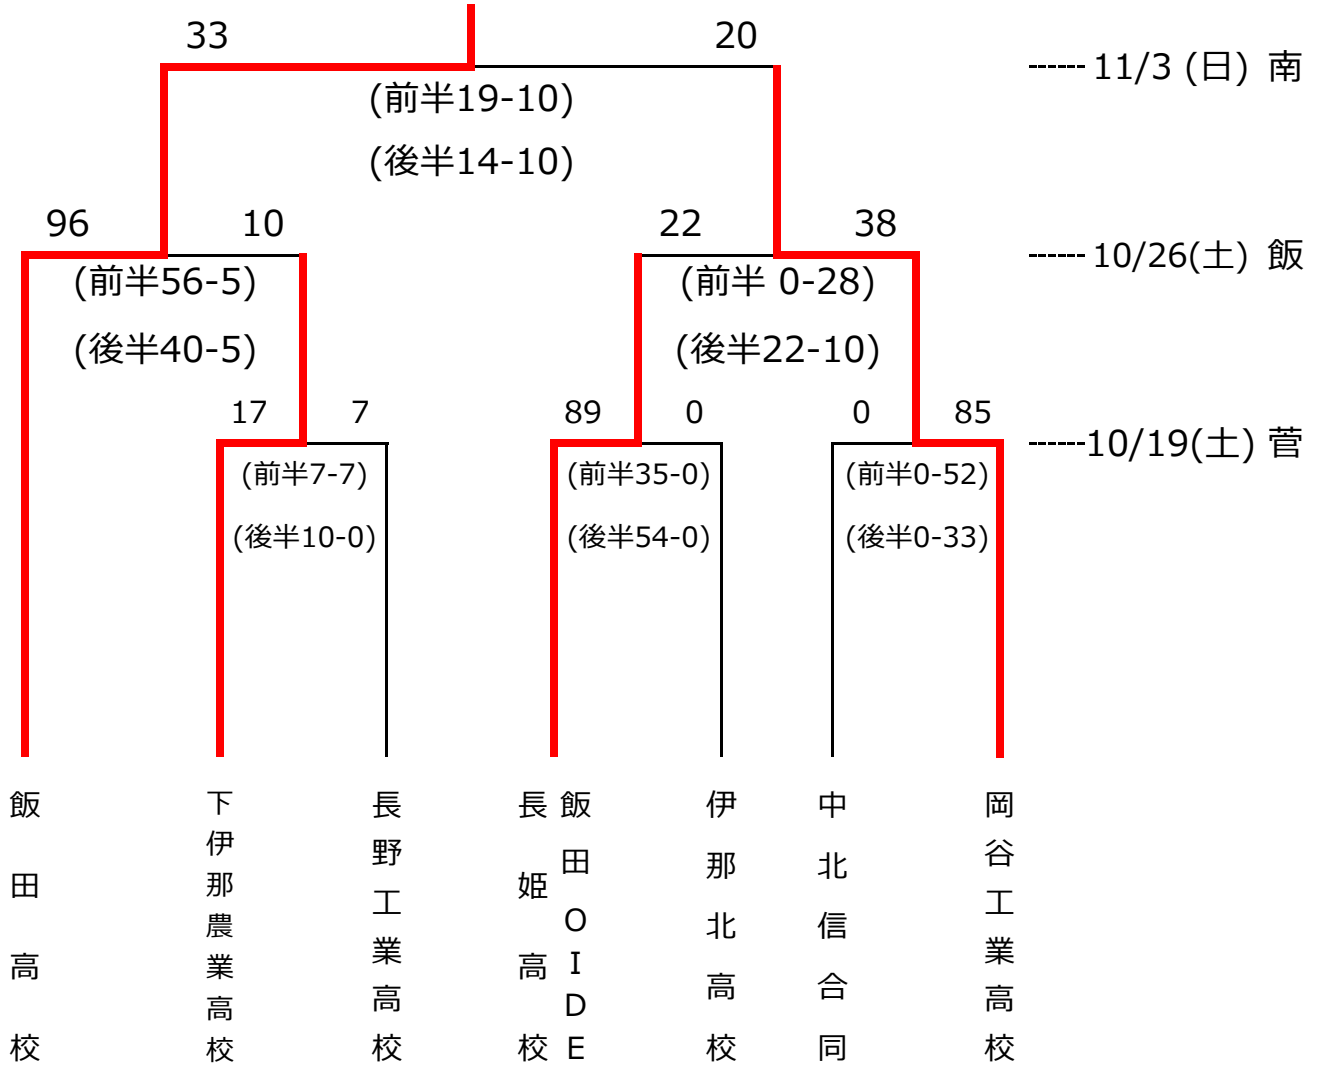 33 20
------ 11/3 (日) 南
(前半19-10)
(後半14-10)
96 10 22 38
------ 10/26(土) 飯
(前半56-5) (前半 0-28)
(後半40-5) (後半22-10)
17 7 89 0 0 85
------10/19(土) 菅
(前半7-7) (前半35-0) (前半0-52)
(後半10-0) (後半54-0) (後半0-33)
飯田高校
下伊那農業高校
長野工業高校
飯田OIDE
長姫高校
伊那北高校
中北信合同
岡谷工業高校